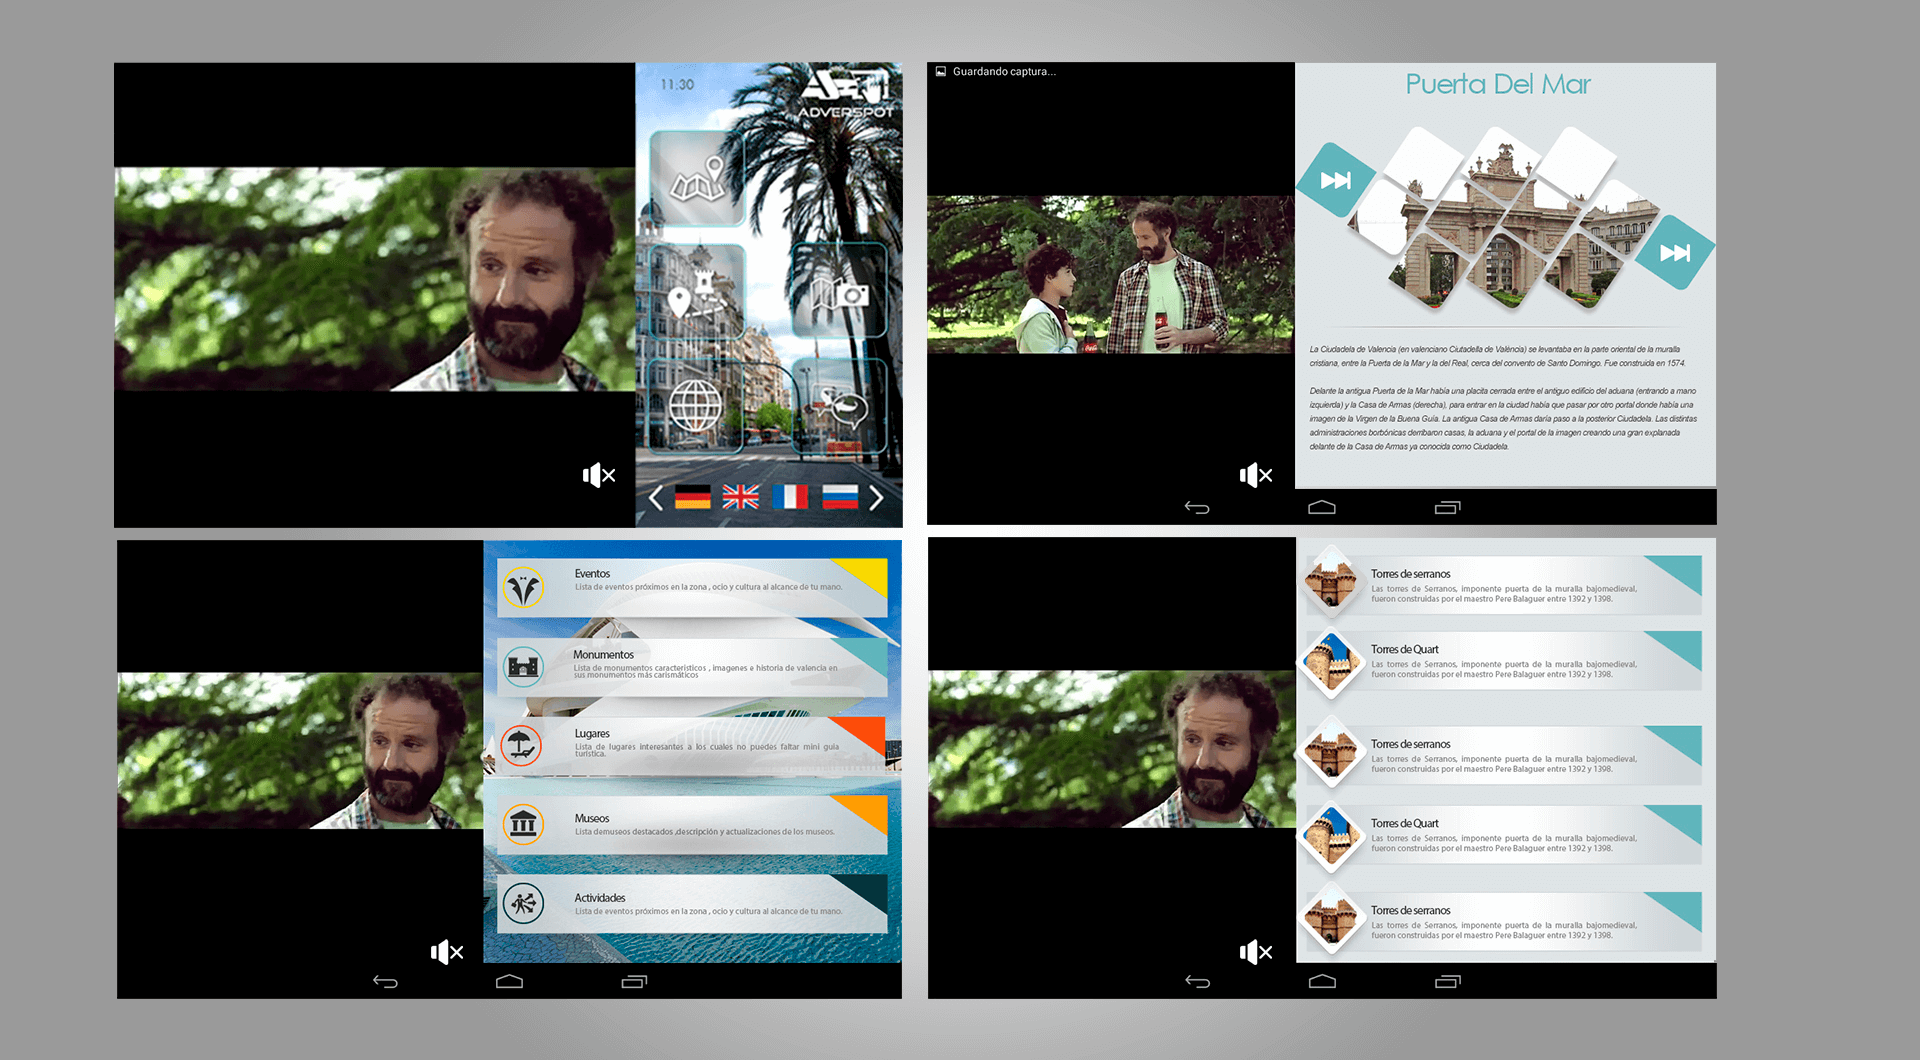 11:30
ADVERSPOT
Guardando captura...
Puerta Del Mar
La Ciudadela de Valencia (en valenciano Ciutadella de València) se levantaba en la parte oriental de la muralla
cristiana, entre la Puerta de la Mar y la del Real, cerca del convento de Santo Domingo. Fue construida en 1574.
Delante la antigua Puerta de la Mar había una placita cerrada entre el antiguo edificio del aduana (entrando a mano
izquierda) y la Casa de Armas (derecha), para entrar en la ciudad había que pasar por otro portal donde había una
imagen de la Virgen de la Buena Guía. La antigua Casa de Armas daría paso a la posterior Ciudadela. Las distintas
administraciones borbónicas derribaron casas, la aduana y el portal de la imagen creando una gran explanada
delante de la Casa de Armas ya conocida como Ciudadela.
Eventos
Lista de eventos próximos en la zona , ocio y cultura al alcance de tu mano.
Monumentos
Lista de monumentos característicos , imagenes e historia de valencia en
sus monumentos más carismáticos
Lugares
Lista de lugares interesantes a los cuales no puedes faltar mini guia
turística.
Museos
Lista demuseos destacados ,descripción y actualizaciones de los museos.
Actividades
Lista de eventos próximos en la zona , ocio y cultura al alcance de tu mano.
Torres de serranos
Las torres de Serranos, imponente puerta de la muralla bajomedieval,
fueron construidas por el maestro Pere Balaguer entre 1392 y 1398.
Torres de Quart
Las torres de Serranos, imponente puerta de la muralla bajomedieval,
fueron construidas por el maestro Pere Balaguer entre 1392 y 1398.
Torres de serranos
Las torres de Serranos, imponente puerta de la muralla bajomedieval,
fueron construidas por el maestro Pere Balaguer entre 1392 y 1398.
Torres de Quart
Las torres de Serranos, imponente puerta de la muralla bajomedieval,
fueron construidas por el maestro Pere Balaguer entre 1392 y 1398.
Torres de serranos
Las torres de Serranos, imponente puerta de la muralla bajomedieval,
fueron construidas por el maestro Pere Balaguer entre 1392 y 1398.